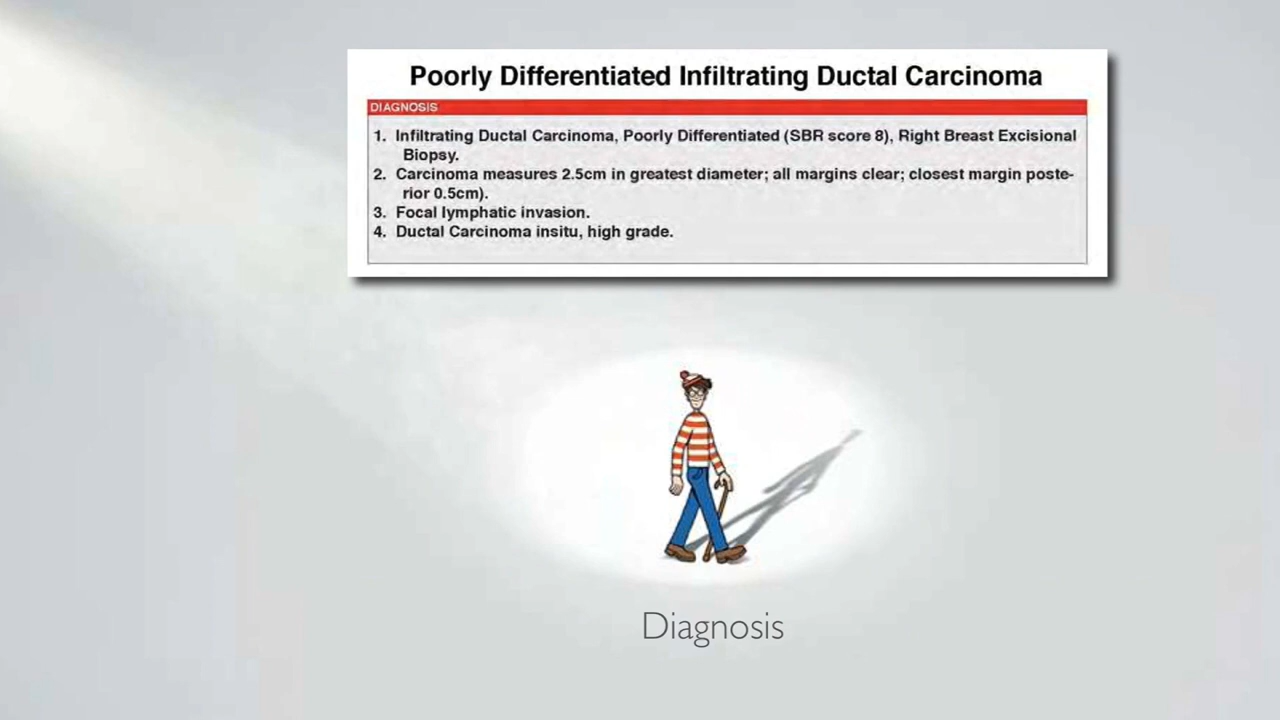 Poorly Differentiated Infiltrating Ductal Carcinoma
DIAGNOSIS
1. Infiltrating Ductal Carcinoma, Poorly Differentiated (SBR score 8), Right Breast Excisional
Biopsy.
2. Carcinoma measures 2.5cm in greatest diameter; all margins clear; closest margin poste-
rior 0.5cm).
3. Focal lymphatic invasion.
4. Ductal Carcinoma insitu, high grade.
Diagnosis